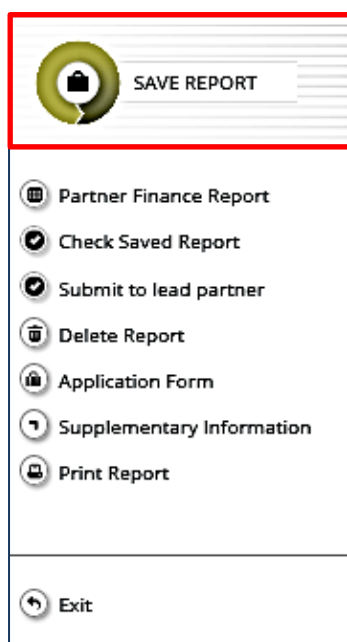 SAVE REPORT
Partner Finance Report
Check Saved Report
Submit to lead partner
Delete Report
Application Form
Supplementary Information
Print Report
Exit